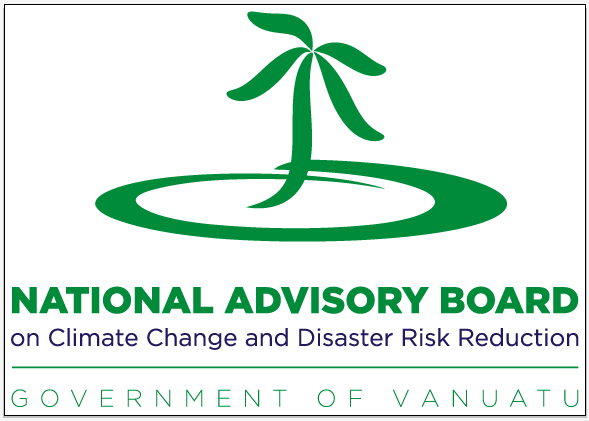 NATIONAL ADVISORY BOARD
on Climate Change and Disaster Risk Reduction
GOVERNMENT OF VANUATU